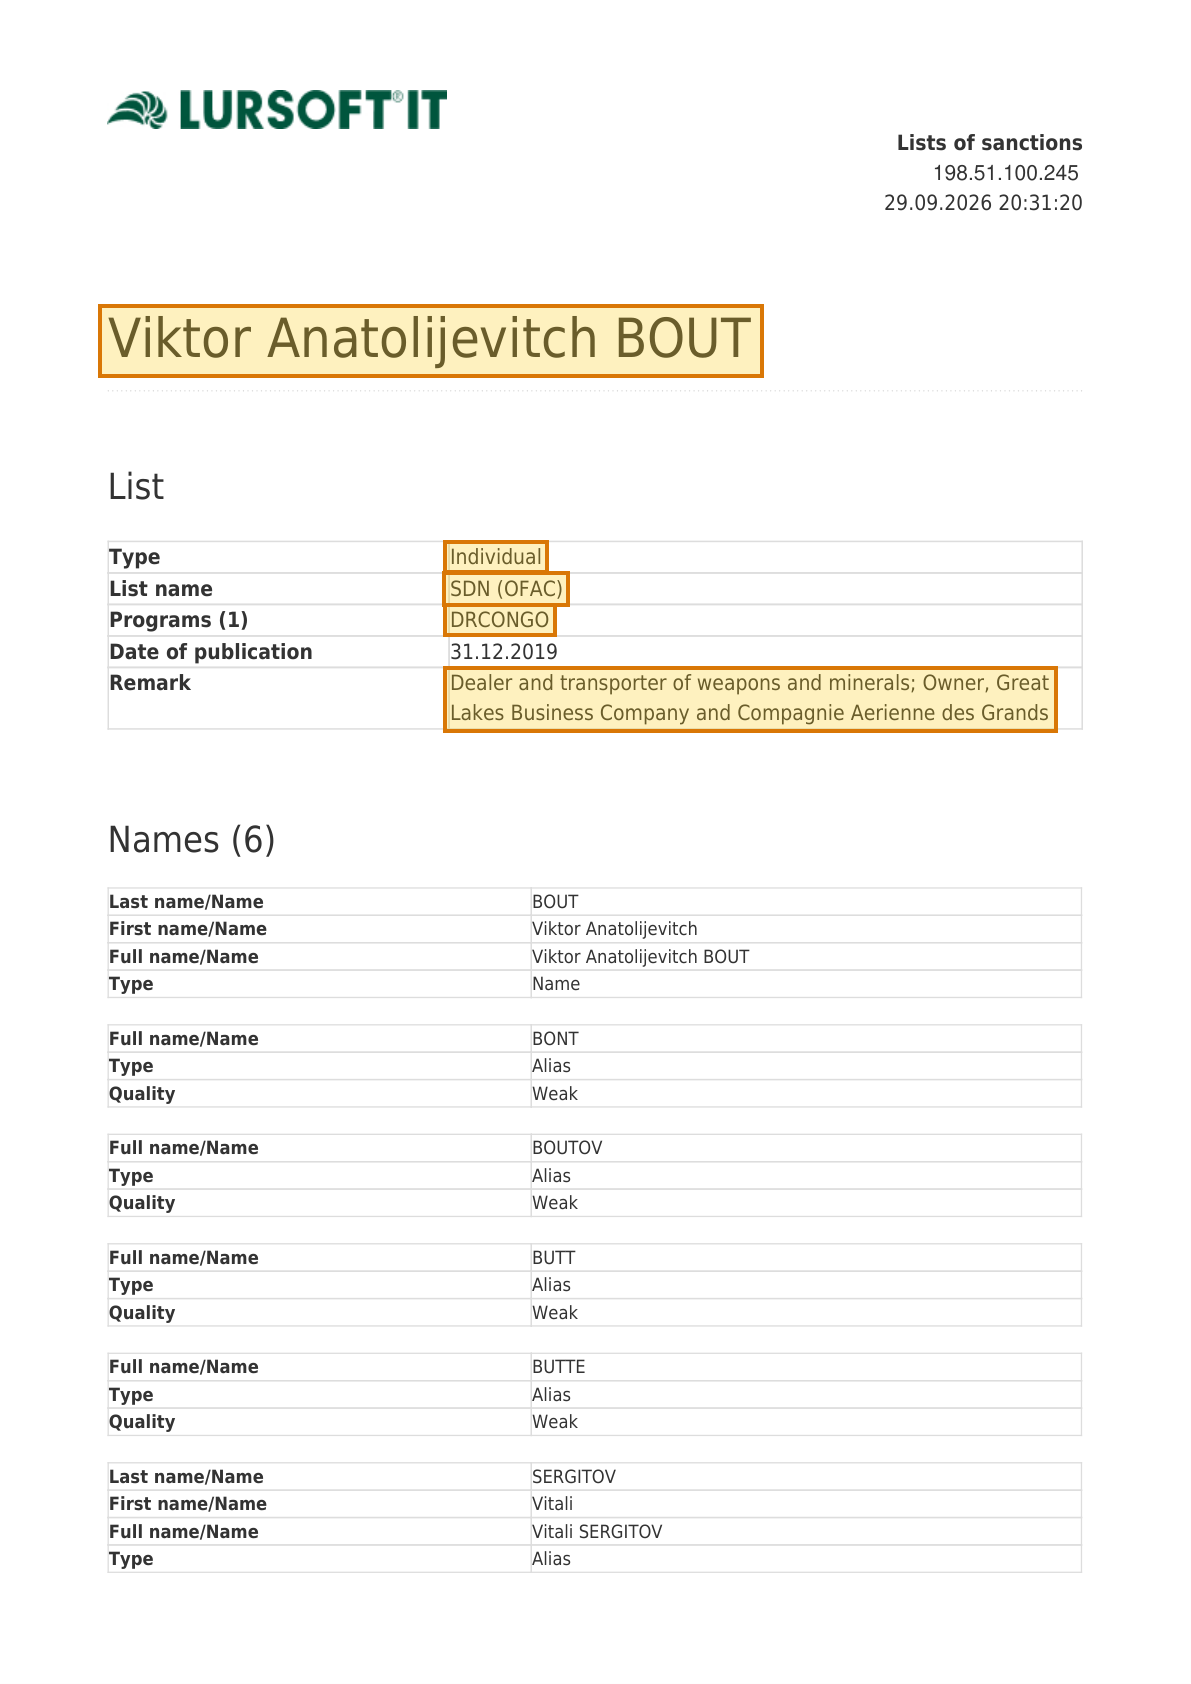 LURSOFT®IT
Lists of sanctions
198.51.100.245
29.09.2026 20:31:20
Viktor Anatolijevitch BOUT
List
Type Individual
List name SDN (OFAC)
Programs (1) DRCONGO
Date of publication 31.12.2019
Remark Dealer and transporter of weapons and minerals; Owner, Great
Lakes Business Company and Compagnie Aerienne des Grands
Names (6)
Last name/Name BOUT
First name/Name Viktor Anatolijevitch
Full name/Name Viktor Anatolijevitch BOUT
Type Name
Full name/Name BONT
Type Alias
Quality Weak
Full name/Name BOUTOV
Type Alias
Quality Weak
Full name/Name BUTT
Type Alias
Quality Weak
Full name/Name BUTTE
Type Alias
Quality Weak
Last name/Name SERGITOV
First name/Name Vitali
Full name/Name Vitali SERGITOV
Type Alias